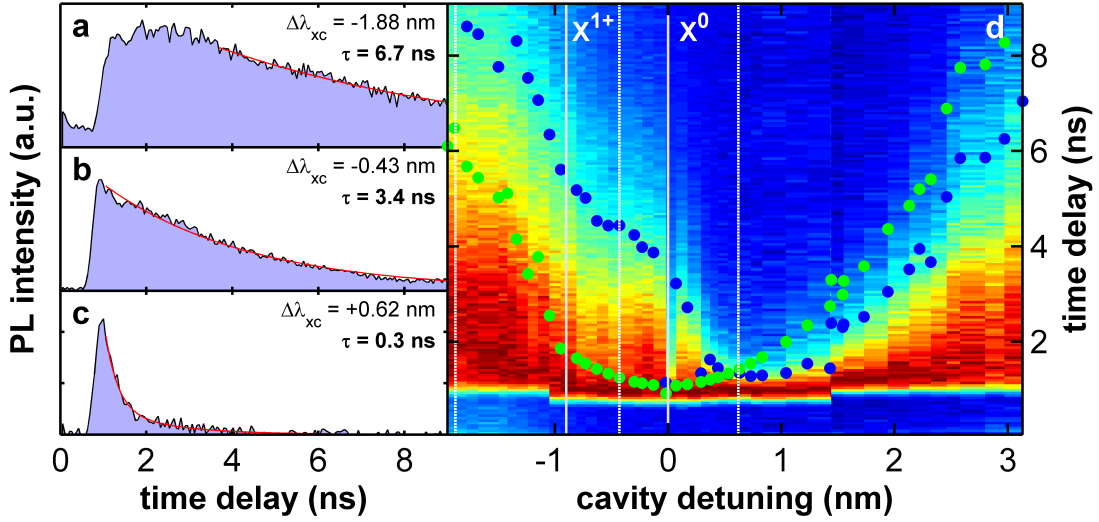 a
Δλxc = -1.88 nm
τ = 6.7 ns
b
Δλxc = -0.43 nm
τ = 3.4 ns
c
Δλxc = +0.62 nm
τ = 0.3 ns
PL intensity (a.u.)
0 2 4 6 8
time delay (ns)
X¹⁺ X⁰ d
8
6
4
2
time delay (ns)
-1 0 1 2 3
cavity detuning (nm)